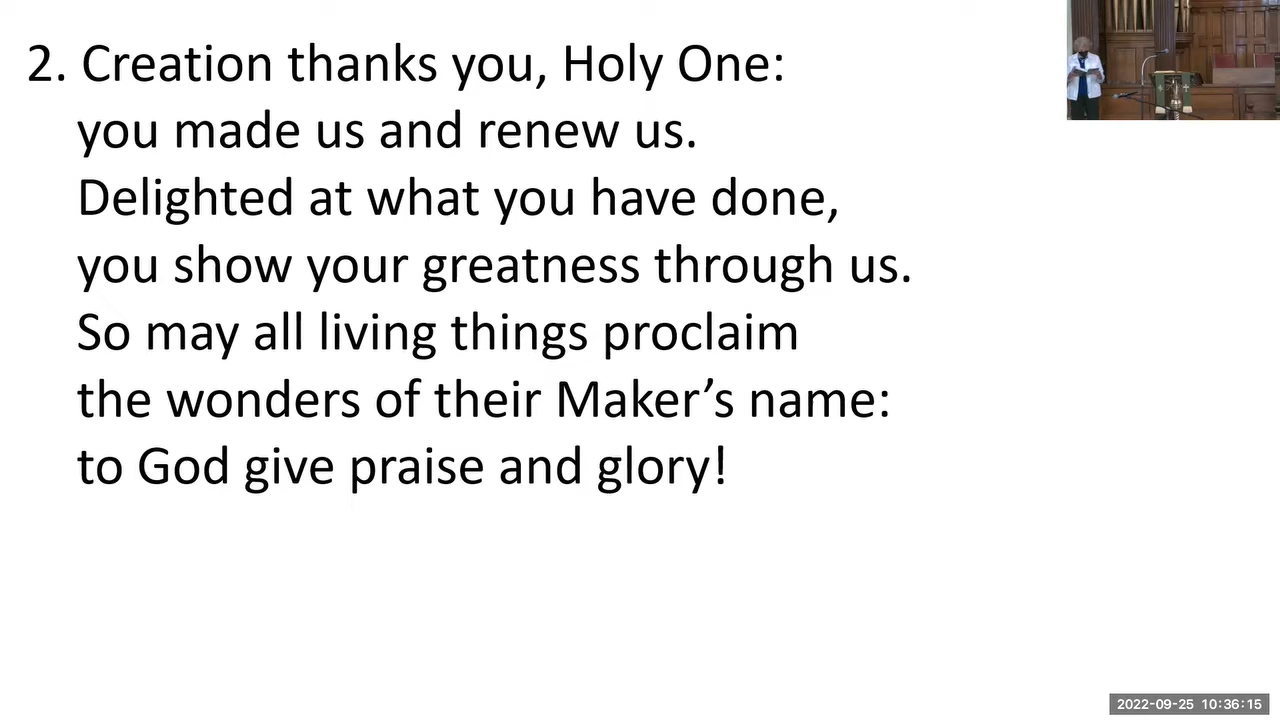 2. Creation thanks you, Holy One:
you made us and renew us.
Delighted at what you have done,
you show your greatness through us.
So may all living things proclaim
the wonders of their Maker’s name:
to God give praise and glory!
2022-09-25 10:36:15